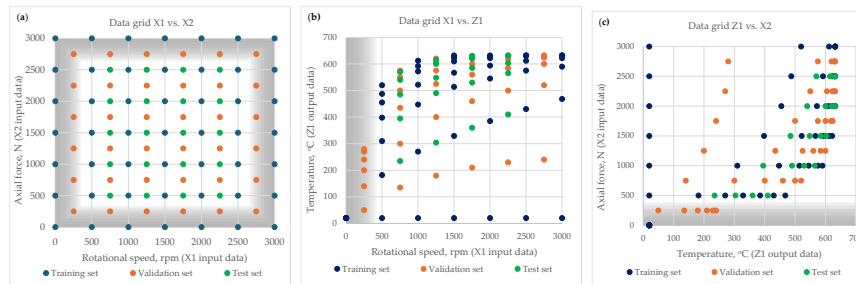 (a)
Data grid X1 vs. X2
3000
2500
2000
1500
1000
500
0
0 500 1000 1500 2000 2500 3000
Axial force, N (X2 input data)
Rotational speed, rpm (X1 input data)
Training set Validation set Test set
(b)
Data grid X1 vs. Z1
700
600
500
400
300
200
100
0
0 500 1000 1500 2000 2500 3000
Temperature, °C (Z1 output data)
Rotational speed, rpm (X1 input data)
Training set Validation set Test set
(c)
Data grid Z1 vs. X2
3000
2500
2000
1500
1000
500
0
0 100 200 300 400 500 600
Axial force, N (X2 input data)
Temperature, °C (Z1 output data)
Training set Validation set Test set